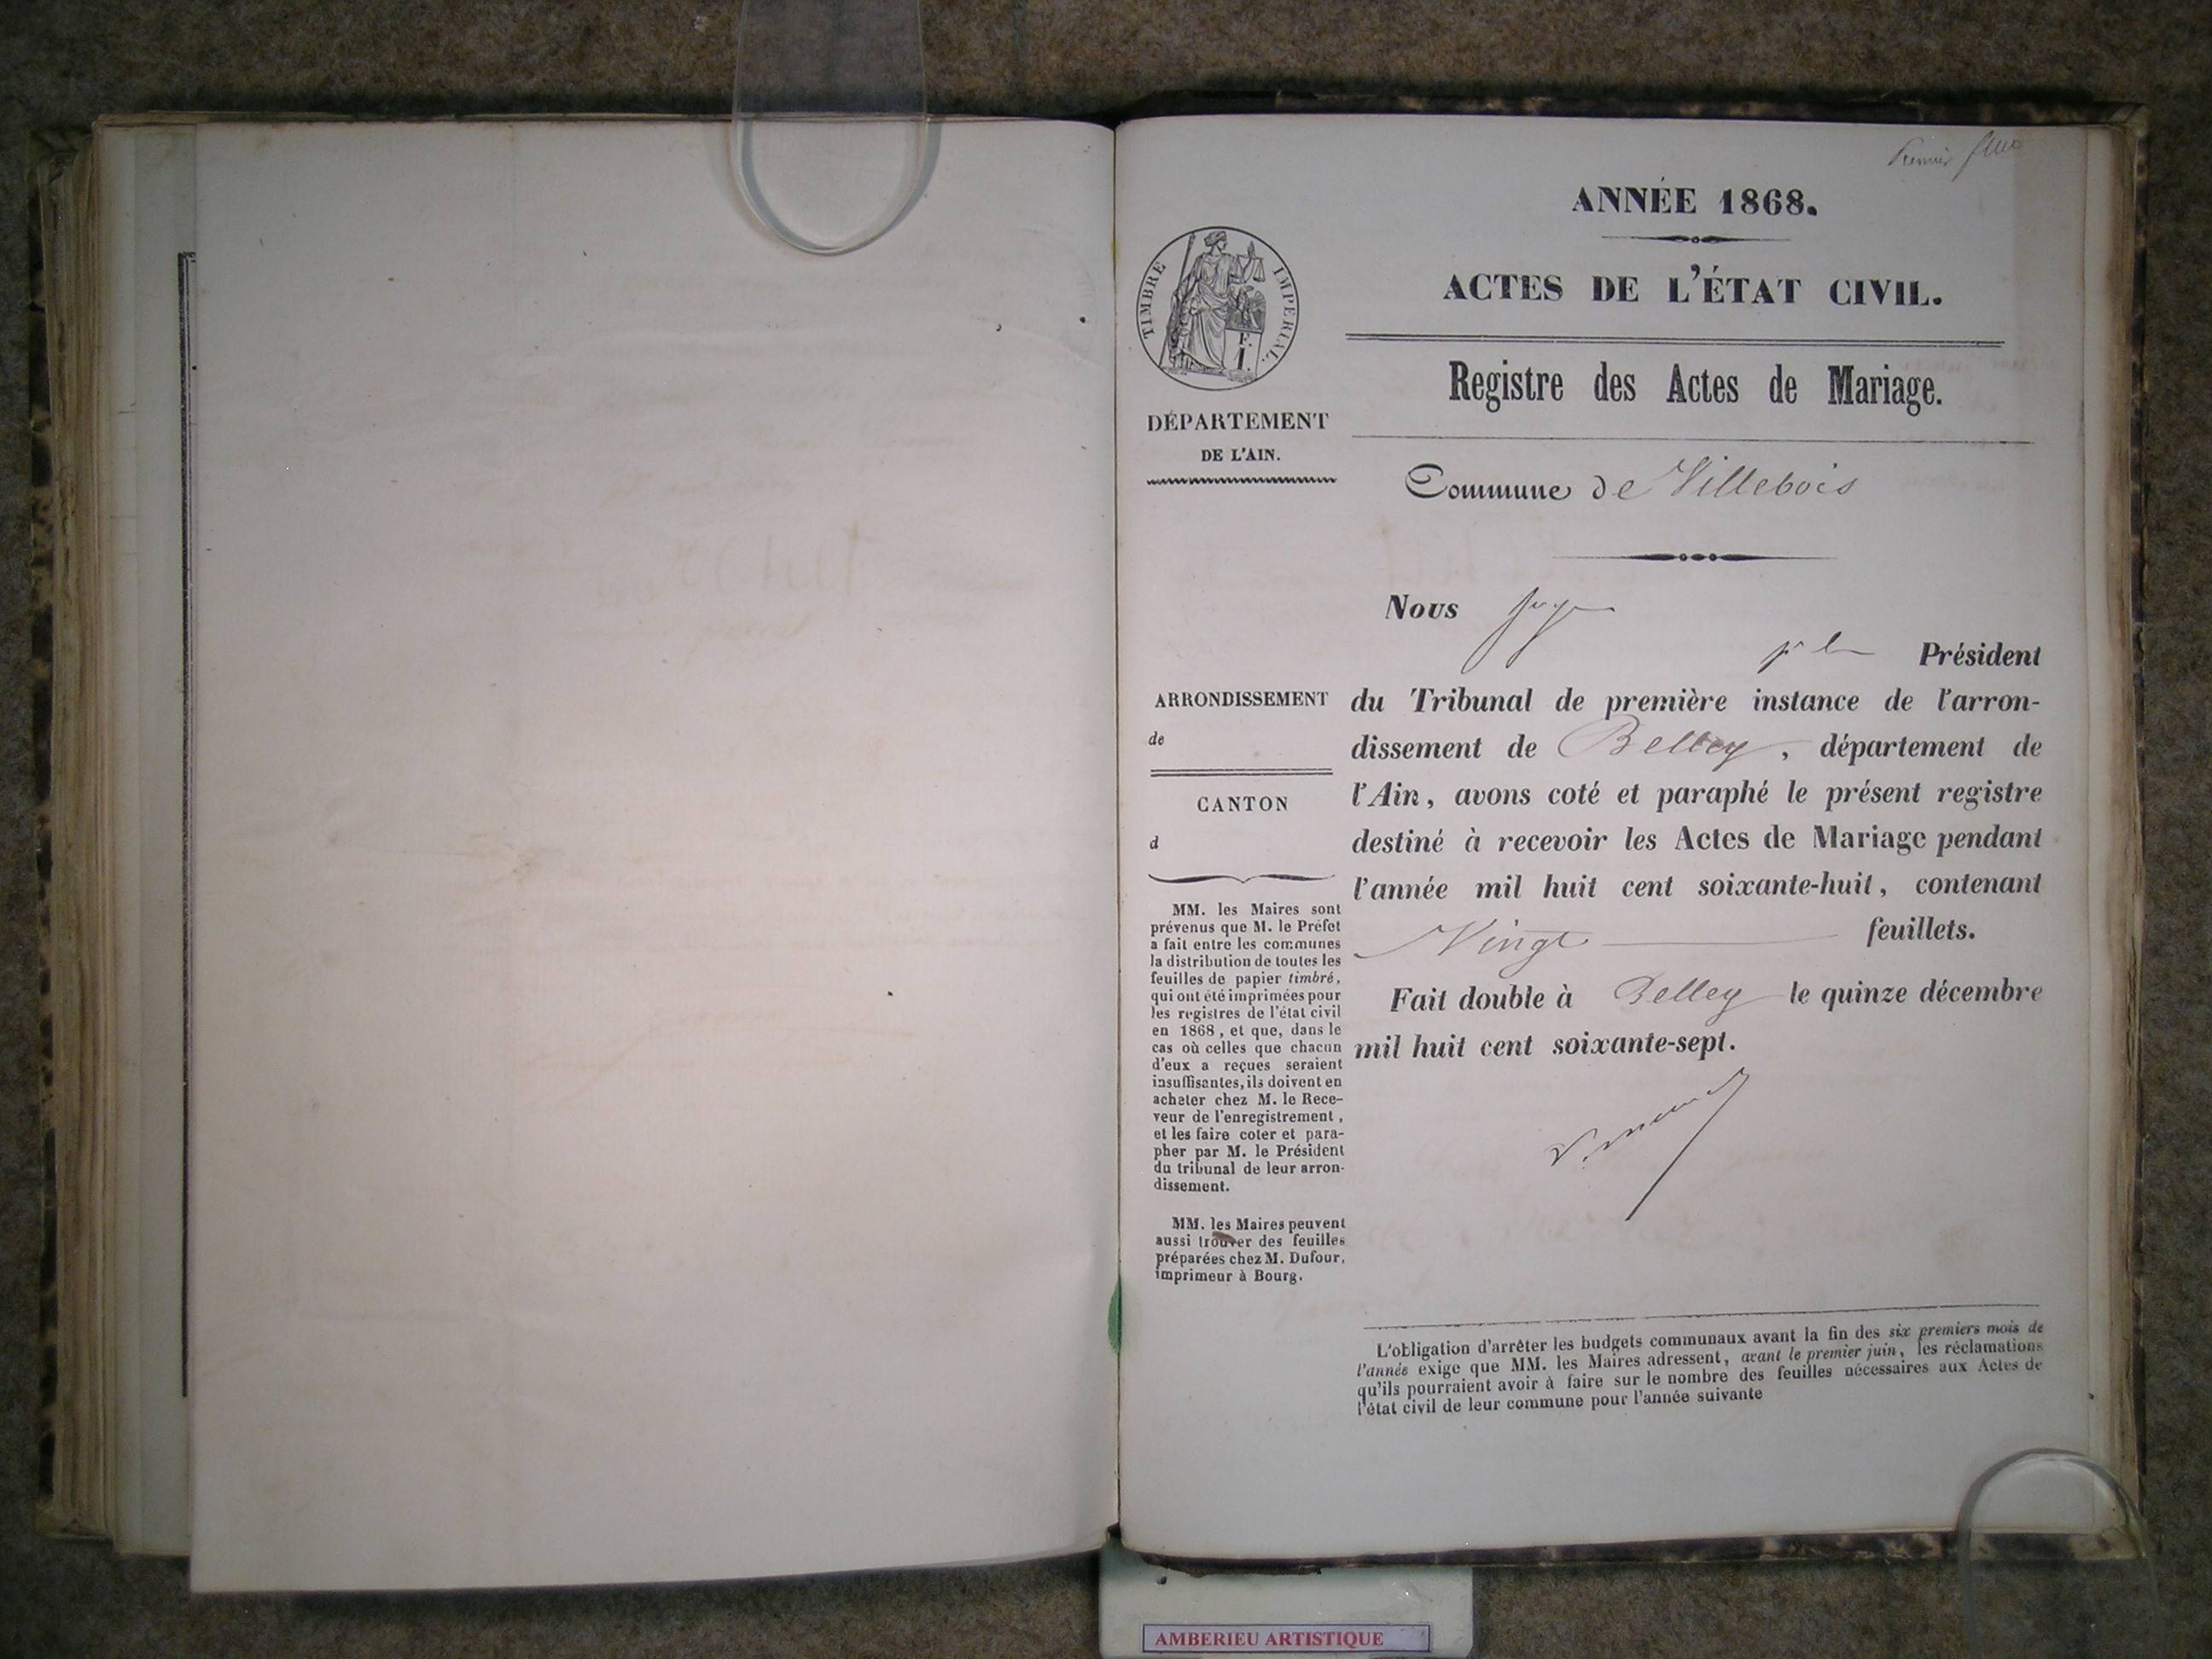 Premier
ANNÉE 1868.
ACTES DE L'ÉTAT CIVIL.
Registre des Actes de Mariage.
TIMBRE IMPÉRIAL.
F.
1.
DÉPARTEMENT
DE L'AIN.
Commune de Villebois
Nous juge
pr le Président
ARRONDISSEMENT
de
CANTON
d
du Tribunal de première instance de l'arron-
dissement de Belley, département de
l'Ain, avons coté et paraphé le présent registre
destiné à recevoir les Actes de Mariage pendant
l'année mil huit cent soixante-huit, contenant
Vingt feuillets.
Fait double à Belley le quinze décembre
mil huit cent soixante-sept.
MM. les Maires sont
prévenus que M. le Préfet
a fait entre les communes
la distribution de toutes les
feuilles de papier timbré,
qui ont été imprimées pour
les registres de l'état civil
en 1868, et que, dans le
cas où celles que chacun
d'eux a reçues seraient
insuffisantes, ils doivent en
acheter chez M. le Rece-
veur de l'enregistrement,
et les faire coter et para-
pher par M. le Président
du tribunal de leur arron-
dissement.
MM. les Maires peuvent
aussi trouver des feuilles
préparées chez M. Dufour,
imprimeur à Bourg.
L'obligation d'arrêter les budgets communaux avant la fin des six premiers mois de
l'année exige que MM. les Maires adressent, avant le premier juin, les réclamations
qu'ils pourraient avoir à faire sur le nombre des feuilles nécessaires aux Actes de
l'état civil de leur commune pour l'année suivante
AMBERIEU ARTISTIQUE